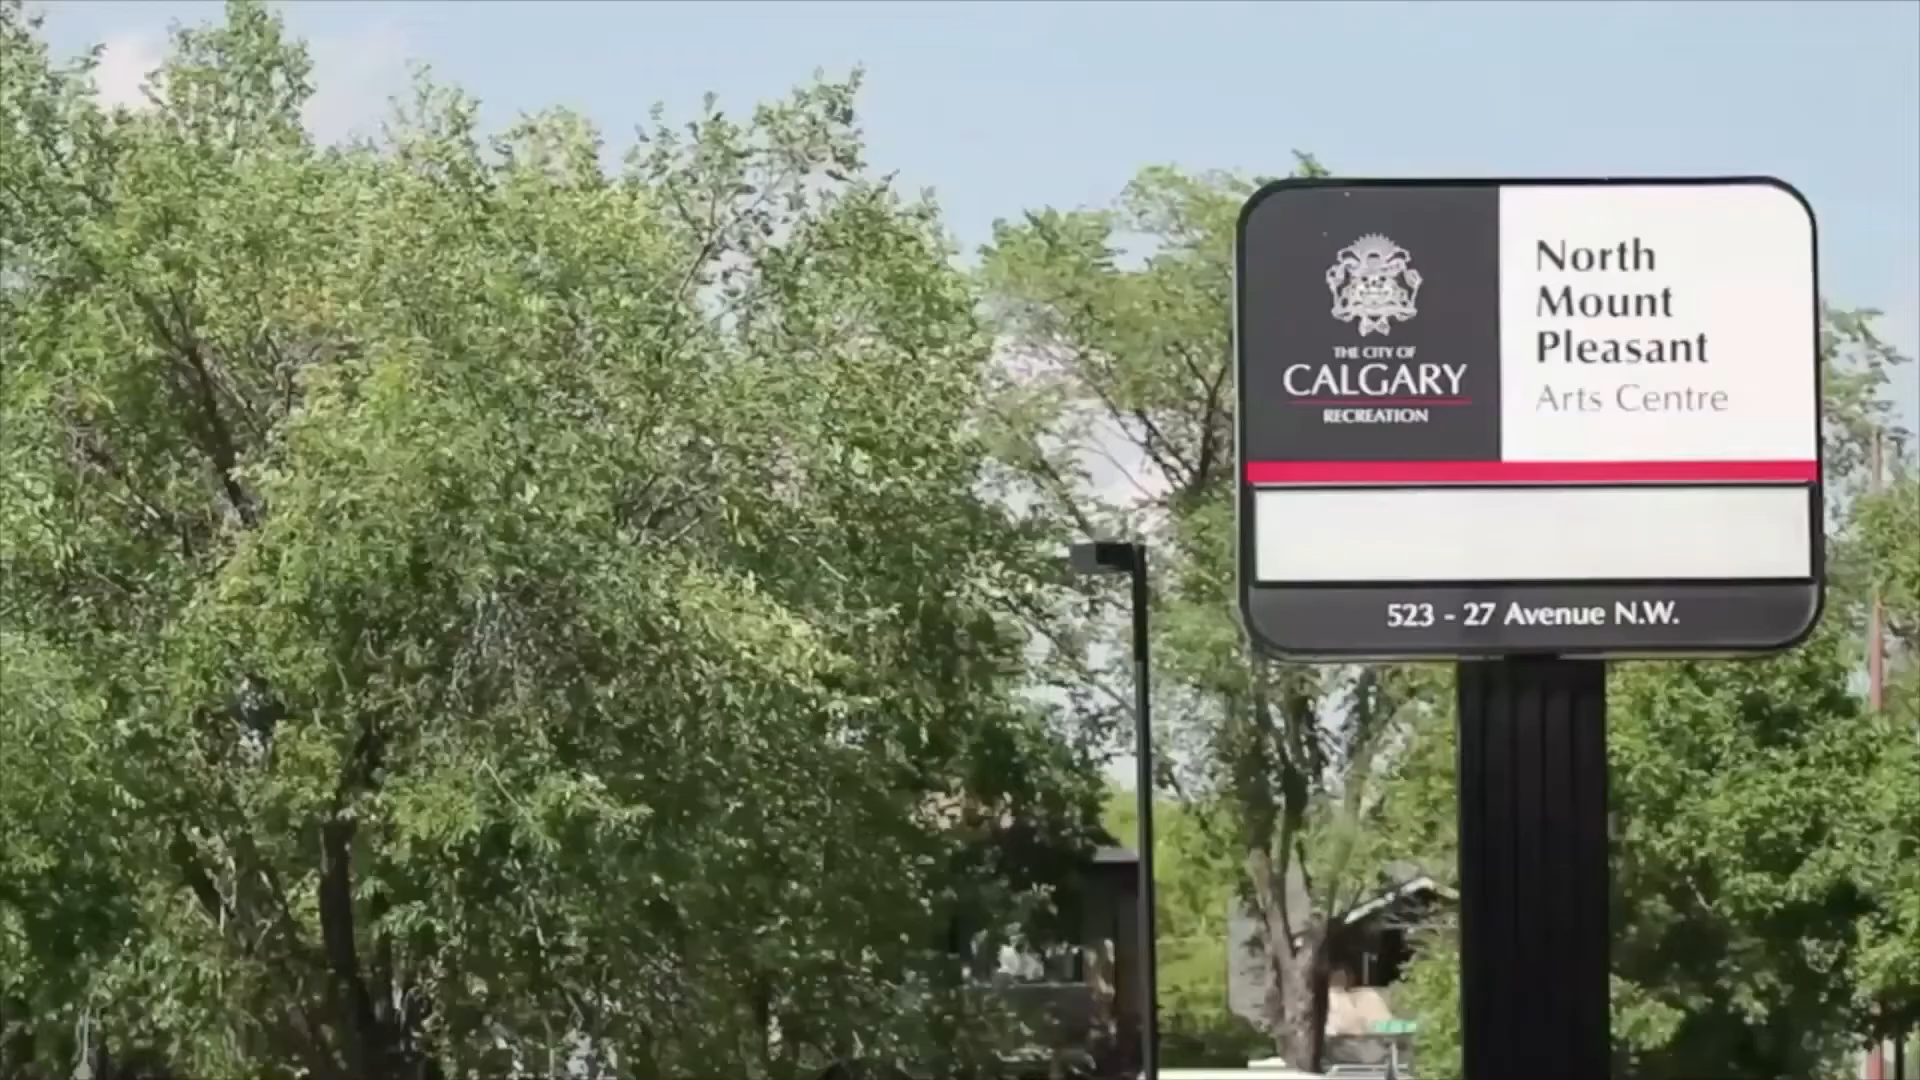 THE CITY OF
CALGARY
RECREATION
North
Mount
Pleasant
Arts Centre
523 - 27 Avenue N.W.